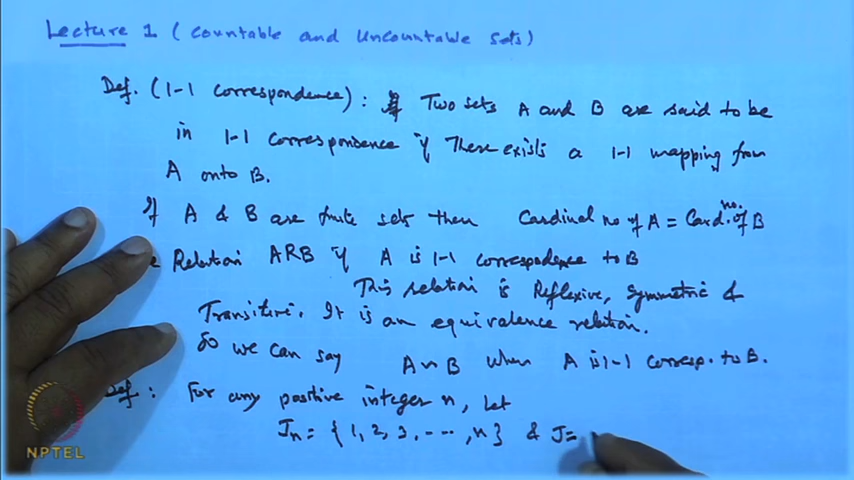 Lecture 1 ( Countable and Uncountable sets)
Def. (1-1 correspondence) : Two sets A and B are said to be
in 1-1 correspondence if There exists a 1-1 mapping from
A onto B.
If A & B are finite sets then Cardinal no of A = Card. no. of B
Relation ARB if A is 1-1 correspondence to B
This relation is Reflexive, Symmetric &
Transitive. It is an equivalence relation.
So we can say A ~ B when A is 1-1 corresp. to B.
Def : For any positive integer n, Let
Jn = { 1, 2, 3, ----, n } & J =
NPTEL